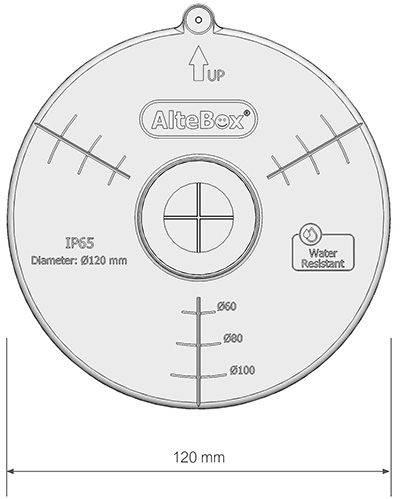 UP
AlteBox®
IP65
Diameter: Ø120 mm
Water
Resistant
Ø60
Ø80
Ø100
120 mm